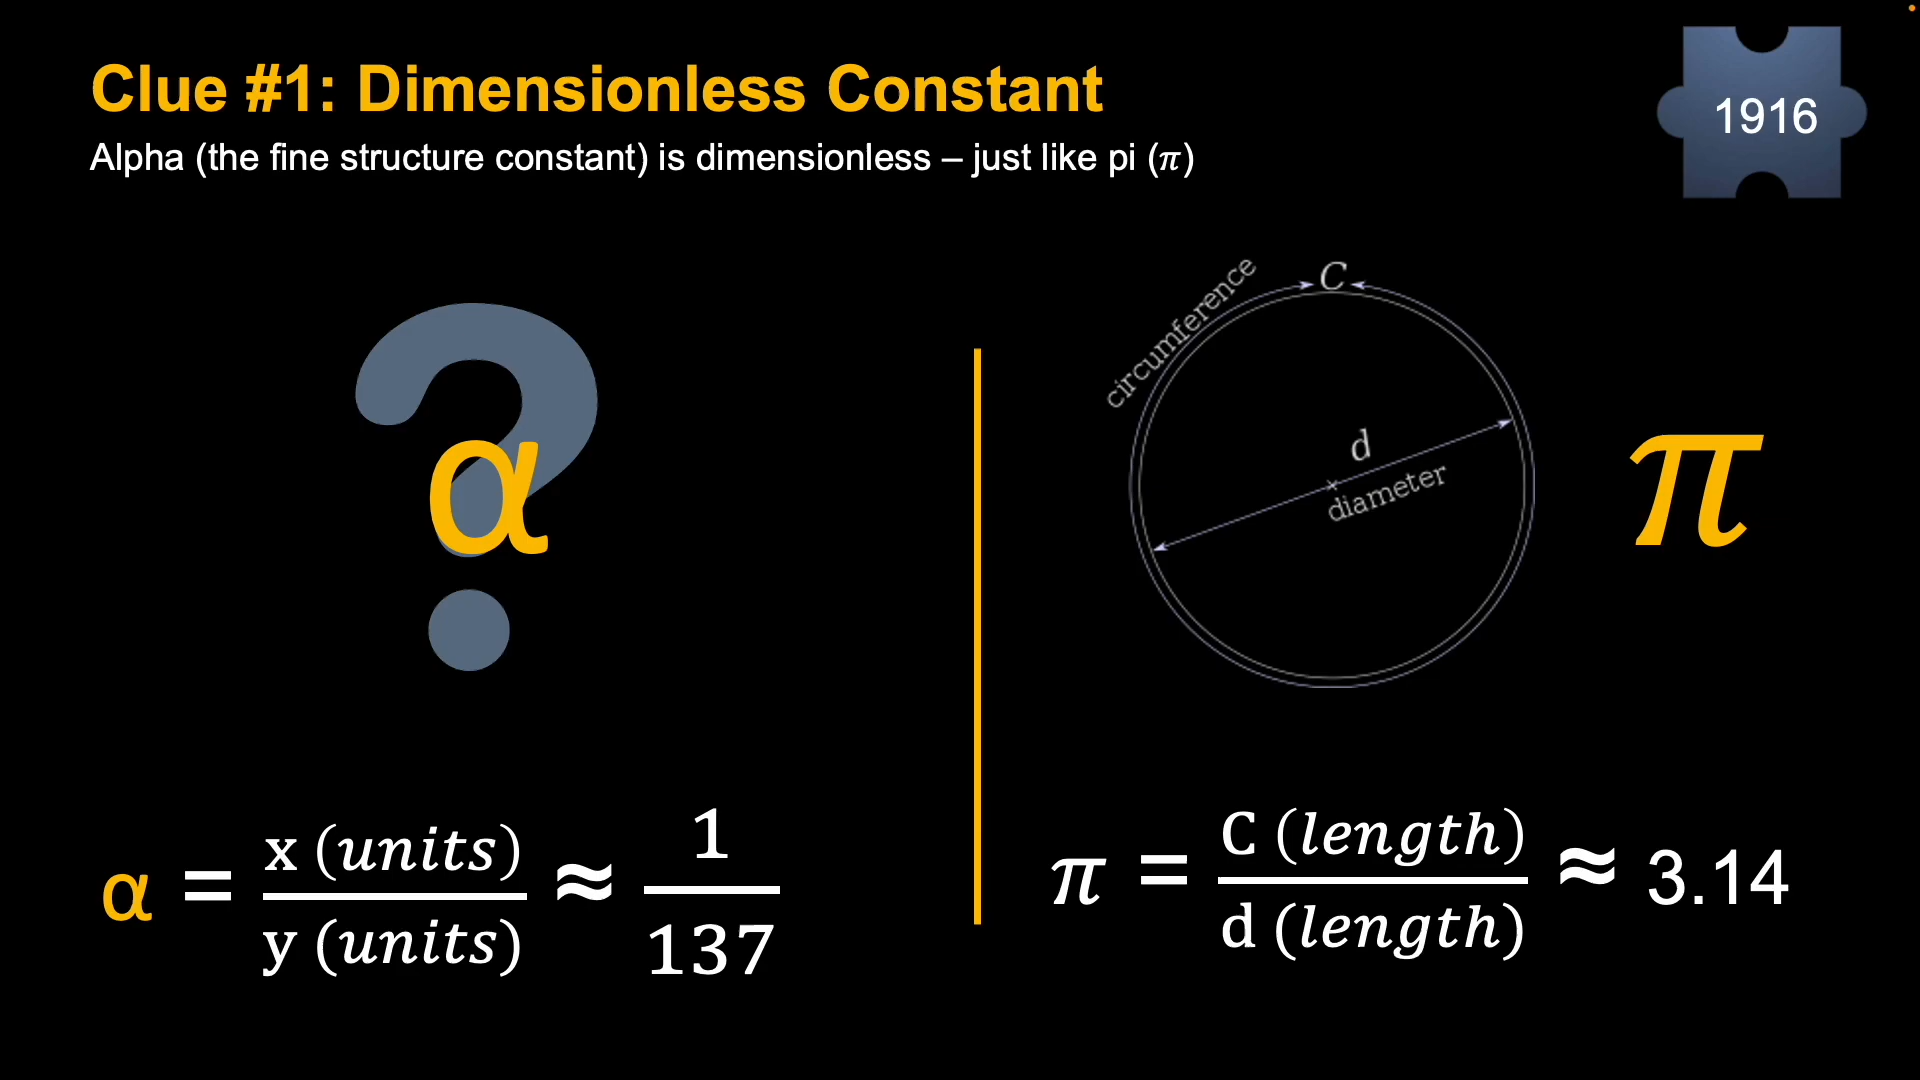 Clue #1: Dimensionless Constant
Alpha (the fine structure constant) is dimensionless – just like pi (π)
1916
?
α
circumference
C
d
diameter
π
α = x (units) / y (units) ≈ 1 / 137
π = C (length) / d (length) ≈ 3.14